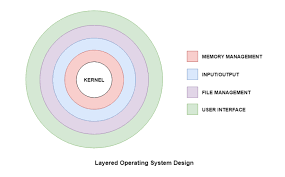 KERNEL
MEMORY MANAGEMENT
INPUT/OUTPUT
FILE MANAGEMENT
USER INTERFACE
Layered Operating System Design